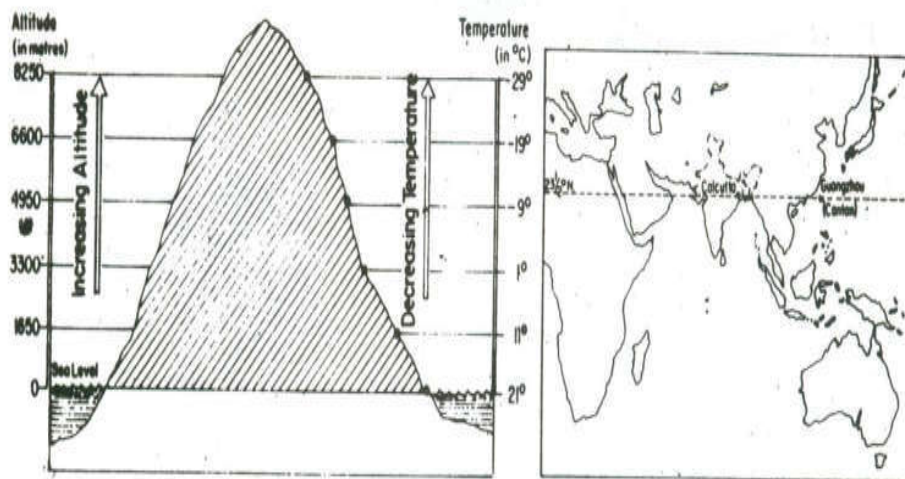 Altitude
(in metres)
8250
6600
4950
3300
1650
0
Increasing Altitude
Sea Level
Temperature
(in °C)
-29°
-19°
-9°
1°
11°
21°
Decreasing Temperature
23½°N
Calcutta
Guangzhou
(Canton)